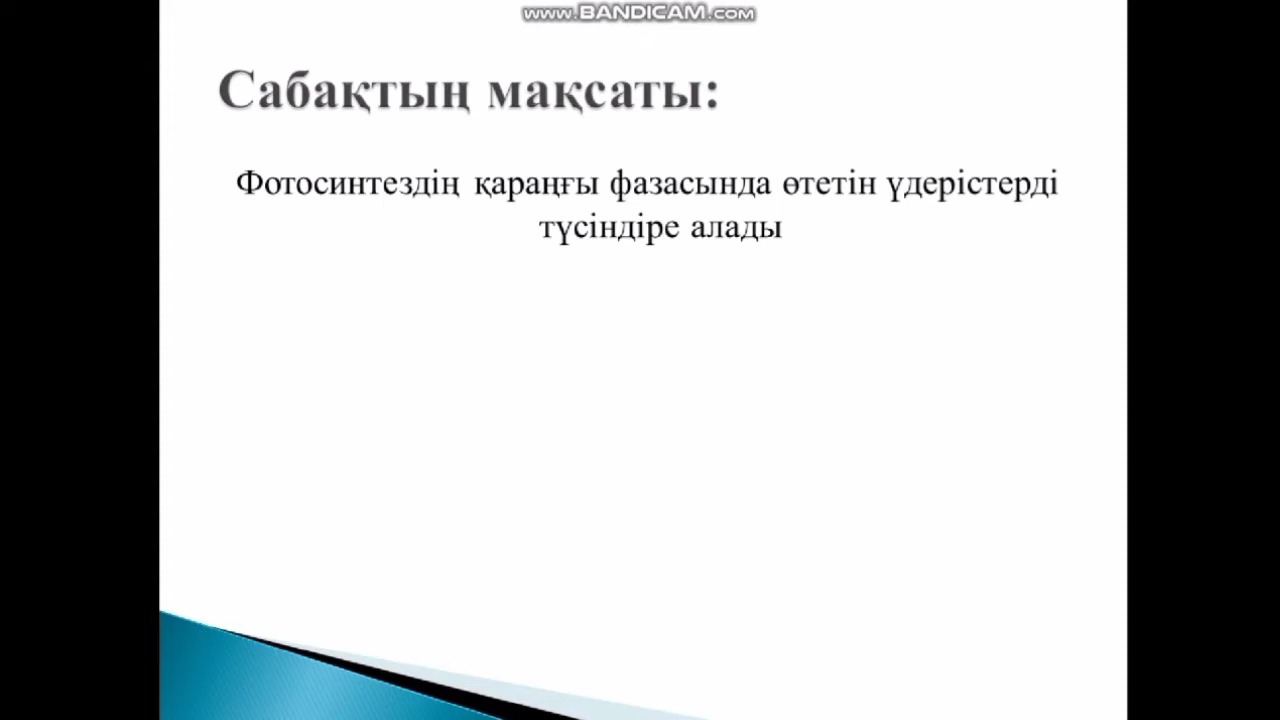 www.BANDICAM.com
Сабақтың мақсаты:
Фотосинтездің қараңғы фазасында өтетін үдерістерді
түсіндіре алады